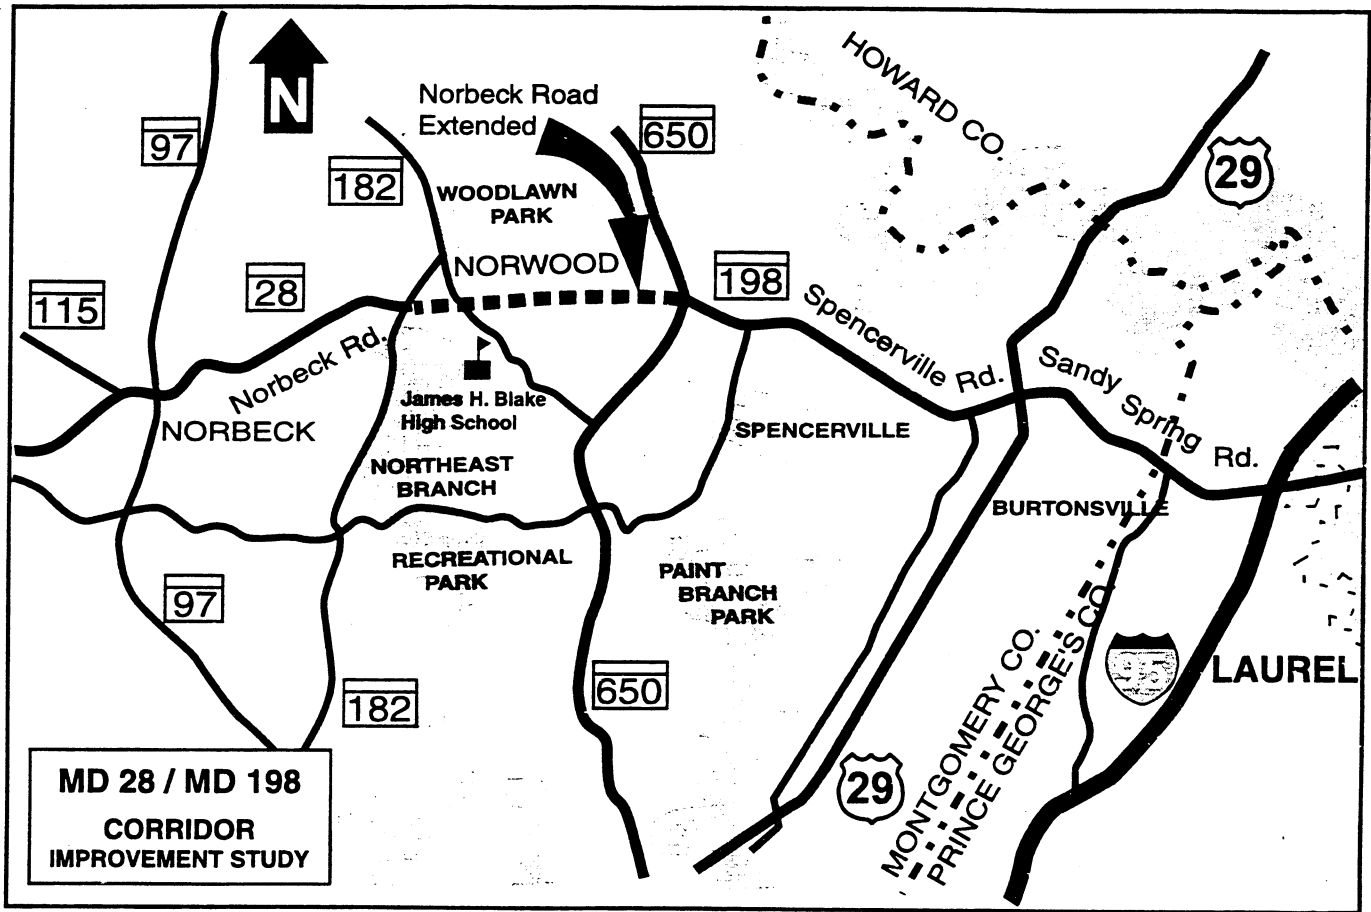 HOWARD CO.
N
Norbeck Road
Extended
650
97
29
182
WOODLAWN
PARK
NORWOOD
198
28
115
Spencerville Rd.
Norbeck Rd.
Sandy Spring Rd.
James H. Blake
High School
NORBECK
SPENCERVILLE
NORTHEAST
BRANCH
BURTONSVILLE
RECREATIONAL
PARK
PAINT
BRANCH
PARK
97
MONTGOMERY CO.
PRINCE GEORGE'S CO.
95
LAUREL
650
182
29
MD 28 / MD 198
CORRIDOR
IMPROVEMENT STUDY